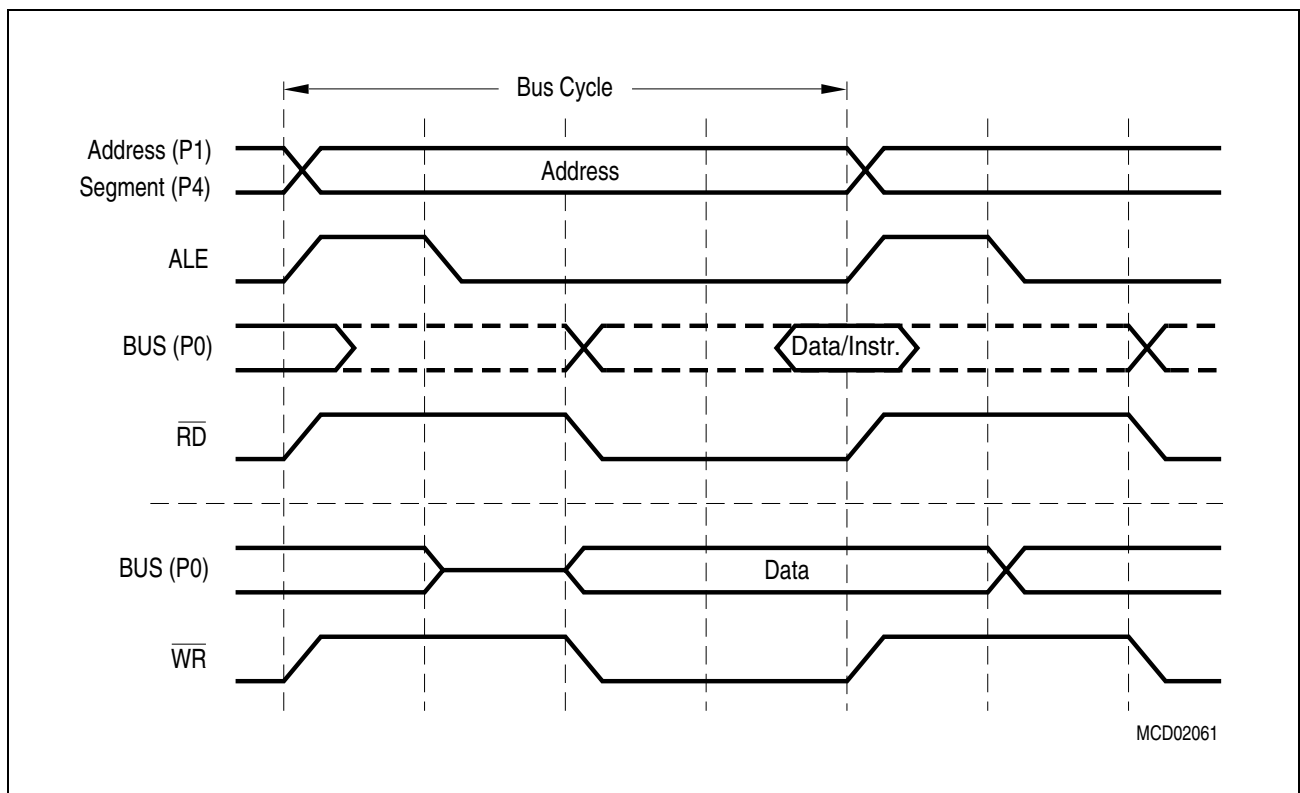 Bus Cycle
Address (P1)
Segment (P4)
Address
ALE
BUS (P0)
Data/Instr.
RD
BUS (P0)
Data
WR
MCD02061